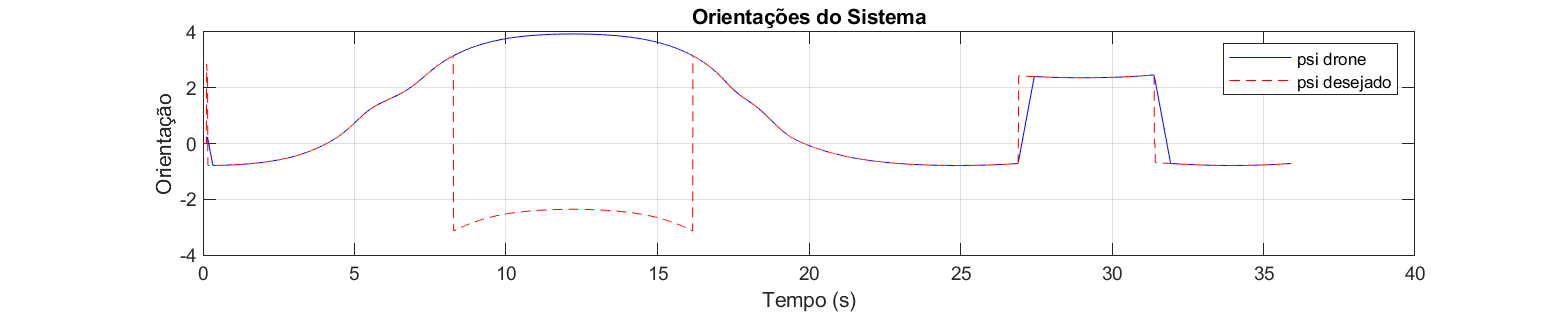 Orientações do Sistema
Orientação
4
2
0
-2
-4
psi drone
psi desejado
0 5 10 15 20 25 30 35 40
Tempo (s)